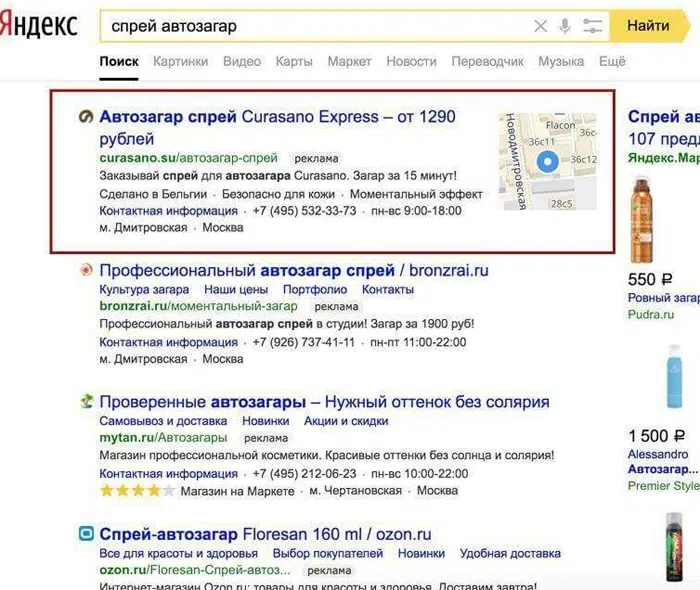 Яндекс
спрей автозагар
Найти
Поиск Картинки Видео Карты Маркет Новости Переводчик Музыка Ещё
Автозагар спрей Curasano Express – от 1290
рублей
curasano.su/автозагар-спрей реклама
Заказывай спрей для автозагара Curasano. Загар за 15 минут!
Сделано в Бельгии · Безопасно для кожи · Моментальный эффект
Контактная информация · +7 (495) 532-33-73 · пн-вс 9:00-18:00
м. Дмитровская · Москва
Новодмитровская
Flacon
36с11
36с
36с12
28с5
Профессиональный автозагар спрей / bronzrai.ru
Культура загара Наши цены Портфолио Контакты
bronzrai.ru/моментальный-загар реклама
Профессиональный автозагар спрей в студии! Загар за 1900 руб!
Контактная информация · +7 (926) 737-41-11 · пн-пт 11:00-22:00
м. Дмитровская · Москва
Проверенные автозагары – Нужный оттенок без солярия
Самовывоз и доставка Новинки Акции и скидки
mytan.ru/Автозагары реклама
Магазин профессиональной косметики. Красивые оттенки без солнца и солярия!
Контактная информация · +7 (495) 212-06-23 · пн-вс 10:00-22:00
Магазин на Маркете · м. Чертановская · Москва
Спрей-автозагар Floresan 160 ml / ozon.ru
Все для красоты и здоровья Выбор покупателей Новинки Удобная доставка
ozon.ru/Floresan-Спрей-автоз... реклама
Интернет-магазин Ozon.ru: товары для красоты и здоровья. Доставим завтра!
Спрей ав
107 предл
Яндекс.Мар
550 ₽
Ровный загар
Pudra.ru
1 500 ₽
Alessandro
Автозагар...
Premier Style